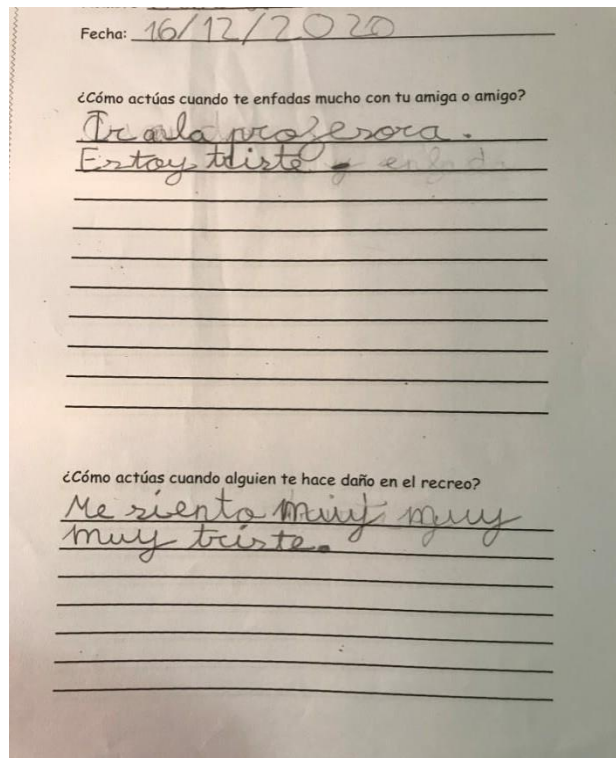 Fecha: 16/12/2020
¿Cómo actúas cuando te enfadas mucho con tu amiga o amigo?
Ir a la profesora.
Estoy triste
¿Cómo actúas cuando alguien te hace daño en el recreo?
Me siento muy muy
muy triste.